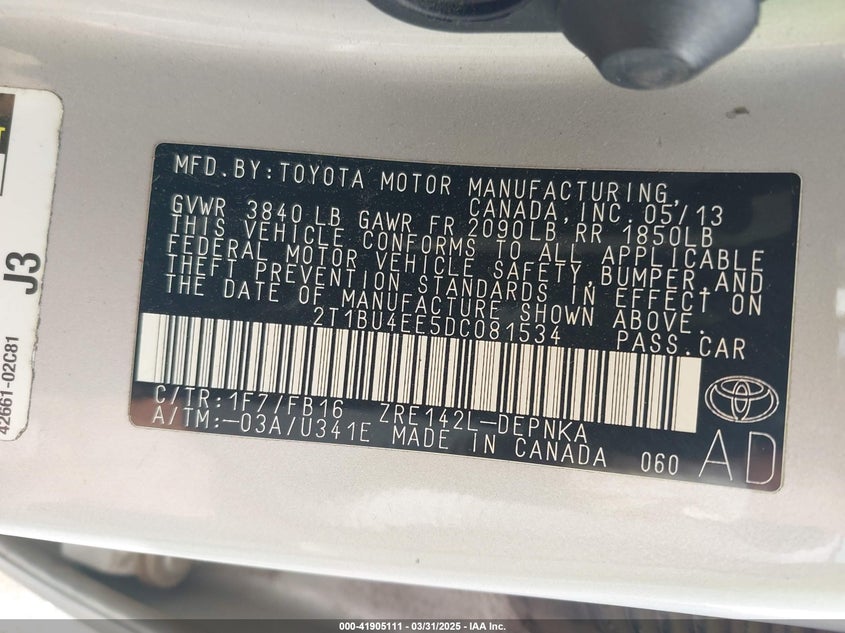 MFD.BY:TOYOTA MOTOR MANUFACTURING,
CANADA,INC.05/13
GVWR 3840 LB GAWR FR 2090LB RR 1850LB
THIS VEHICLE CONFORMS TO ALL APPLICABLE
FEDERAL MOTOR VEHICLE SAFETY,BUMPER,AND
THEFT PREVENTION STANDARDS IN EFFECT ON
THE DATE OF MANUFACTURE SHOWN ABOVE.
2T1BU4EE5DC081534 PASS.CAR
C/TR:1F7/FB16 ZRE142L-DEPNKA
A/TM:-03A/U341E MADE IN CANADA 060 AD
J3
42661-02C81
000-41905111 - 03/31/2025 - IAA Inc.